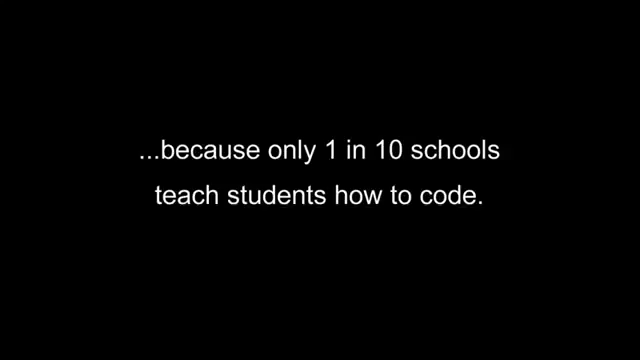 ...because only 1 in 10 schools
teach students how to code.